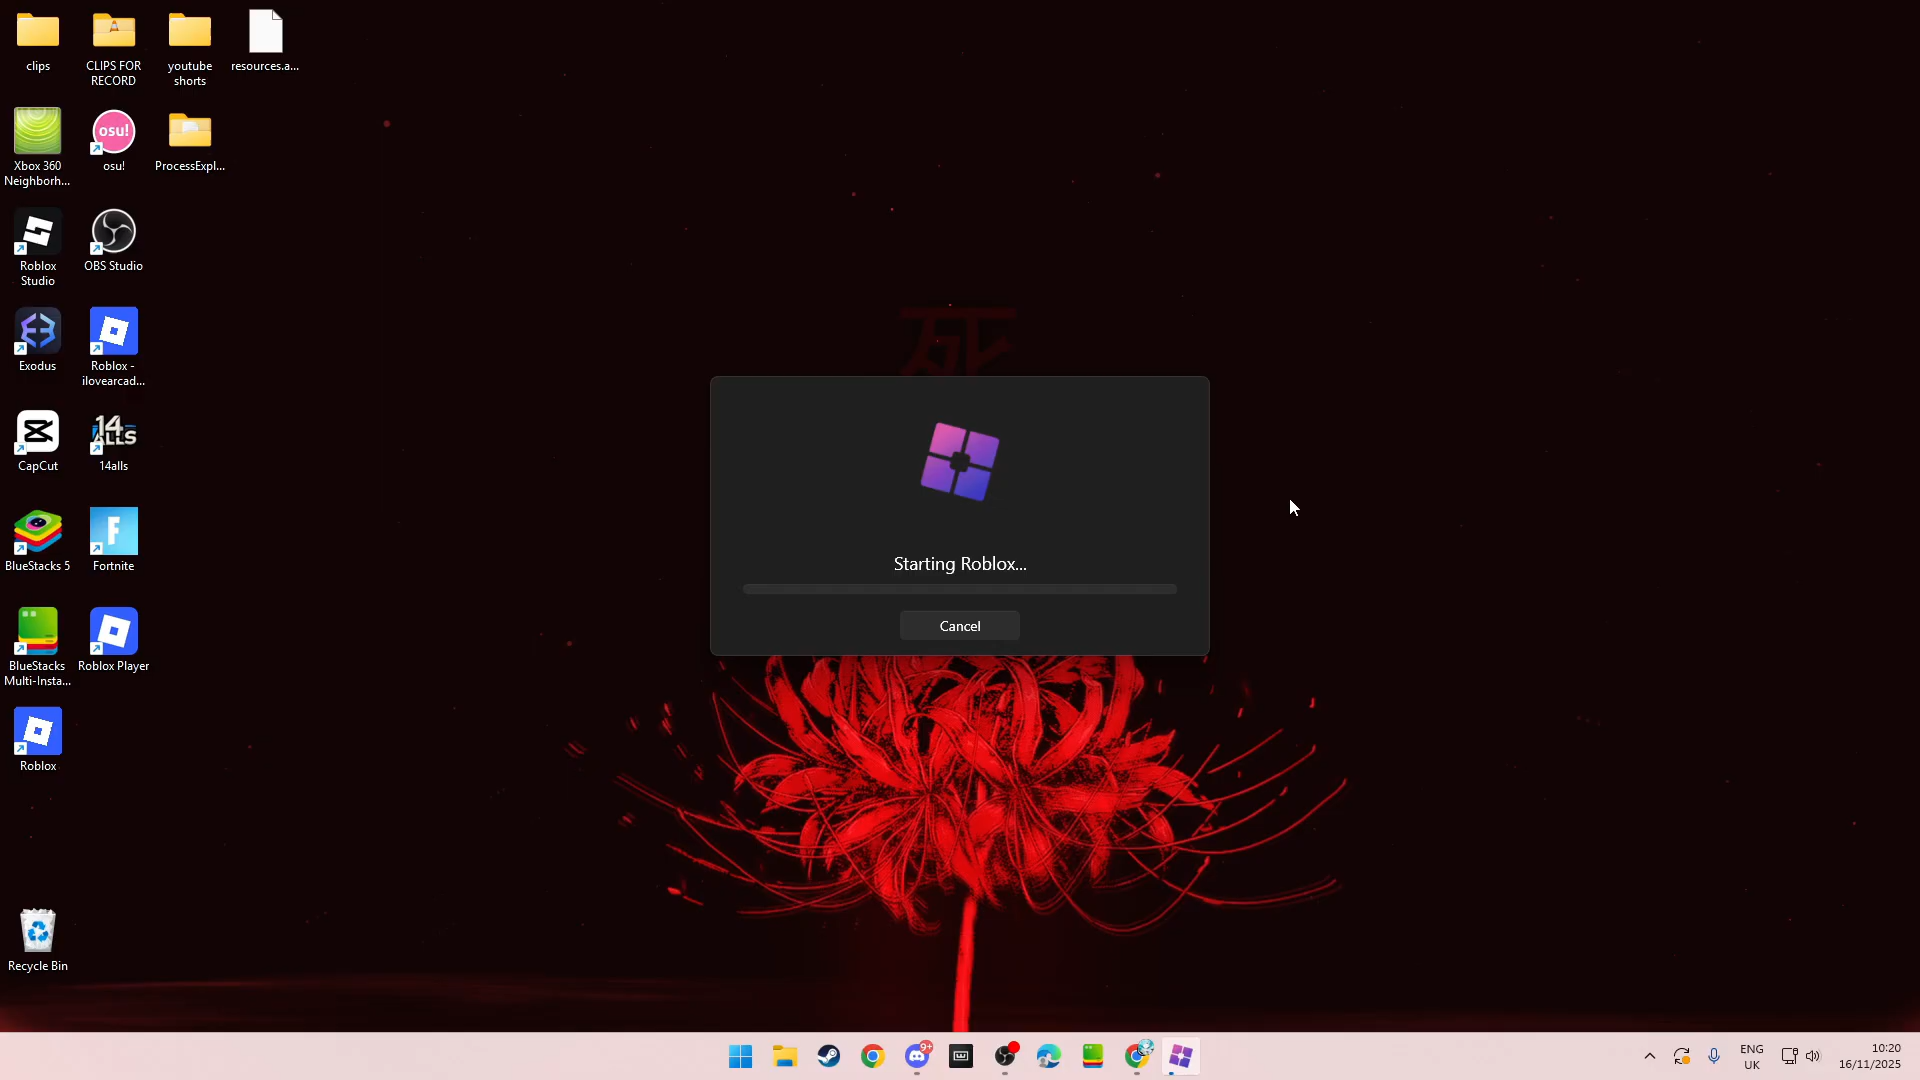 clips
CLIPS FOR
RECORD
youtube
shorts
resources.a...
Xbox 360
Neighborh...
osu!
osu!
ProcessExpl...
Roblox
Studio
OBS Studio
Exodus
Roblox -
ilovearcad...
CapCut
14
ALLS
14alls
BlueStacks 5
F
Fortnite
BlueStacks
Multi-Insta...
Roblox Player
Roblox
Recycle Bin
死
Starting Roblox...
Cancel
9+
ENG
UK
10:20
16/11/2025